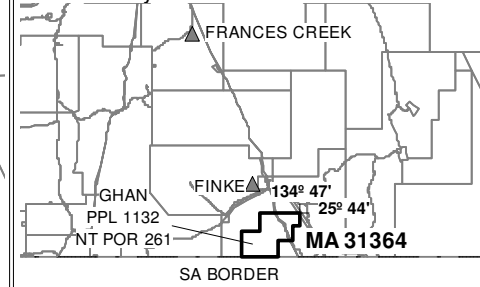 FRANCES CREEK
FINKE
134º 47'
25º 44'
GHAN
PPL 1132
NT POR 261
MA 31364
SA BORDER